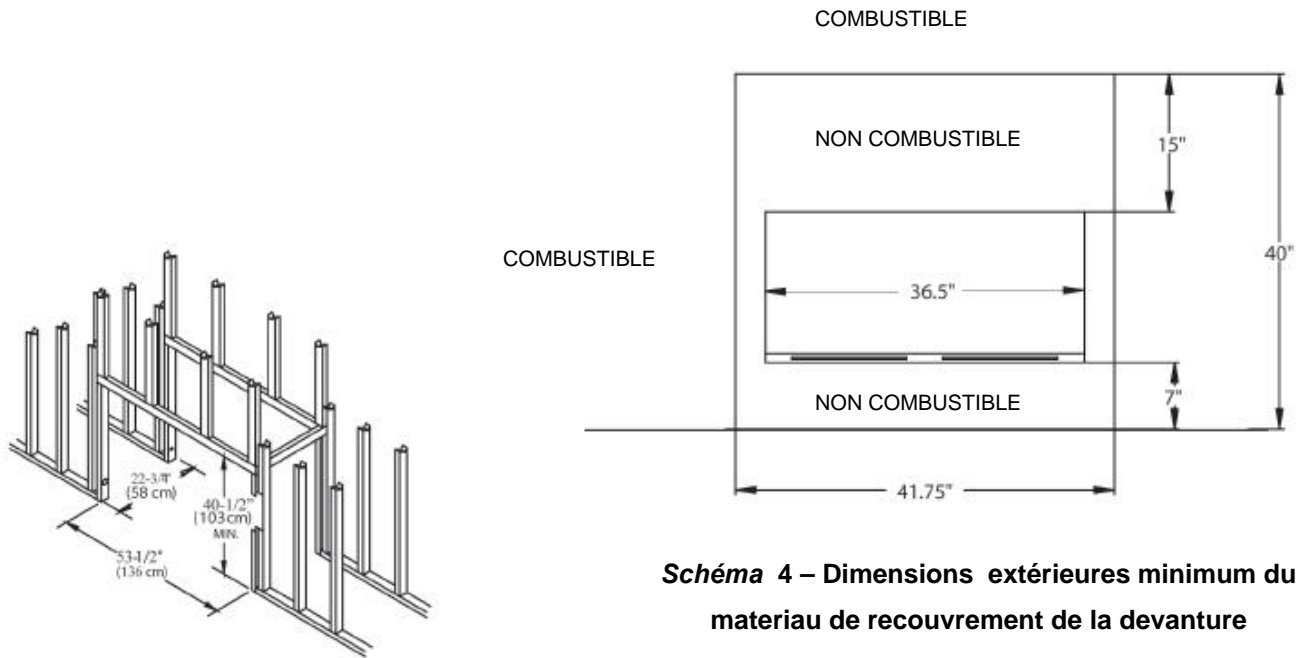 COMBUSTIBLE
NON COMBUSTIBLE
15"
COMBUSTIBLE
40"
36.5"
NON COMBUSTIBLE
7"
41.75"
22-3/4"
(58 cm)
40-1/2"
(103 cm)
MIN.
53-1/2"
(136 cm)
Schéma 4 – Dimensions extérieures minimum du
materiau de recouvrement de la devanture